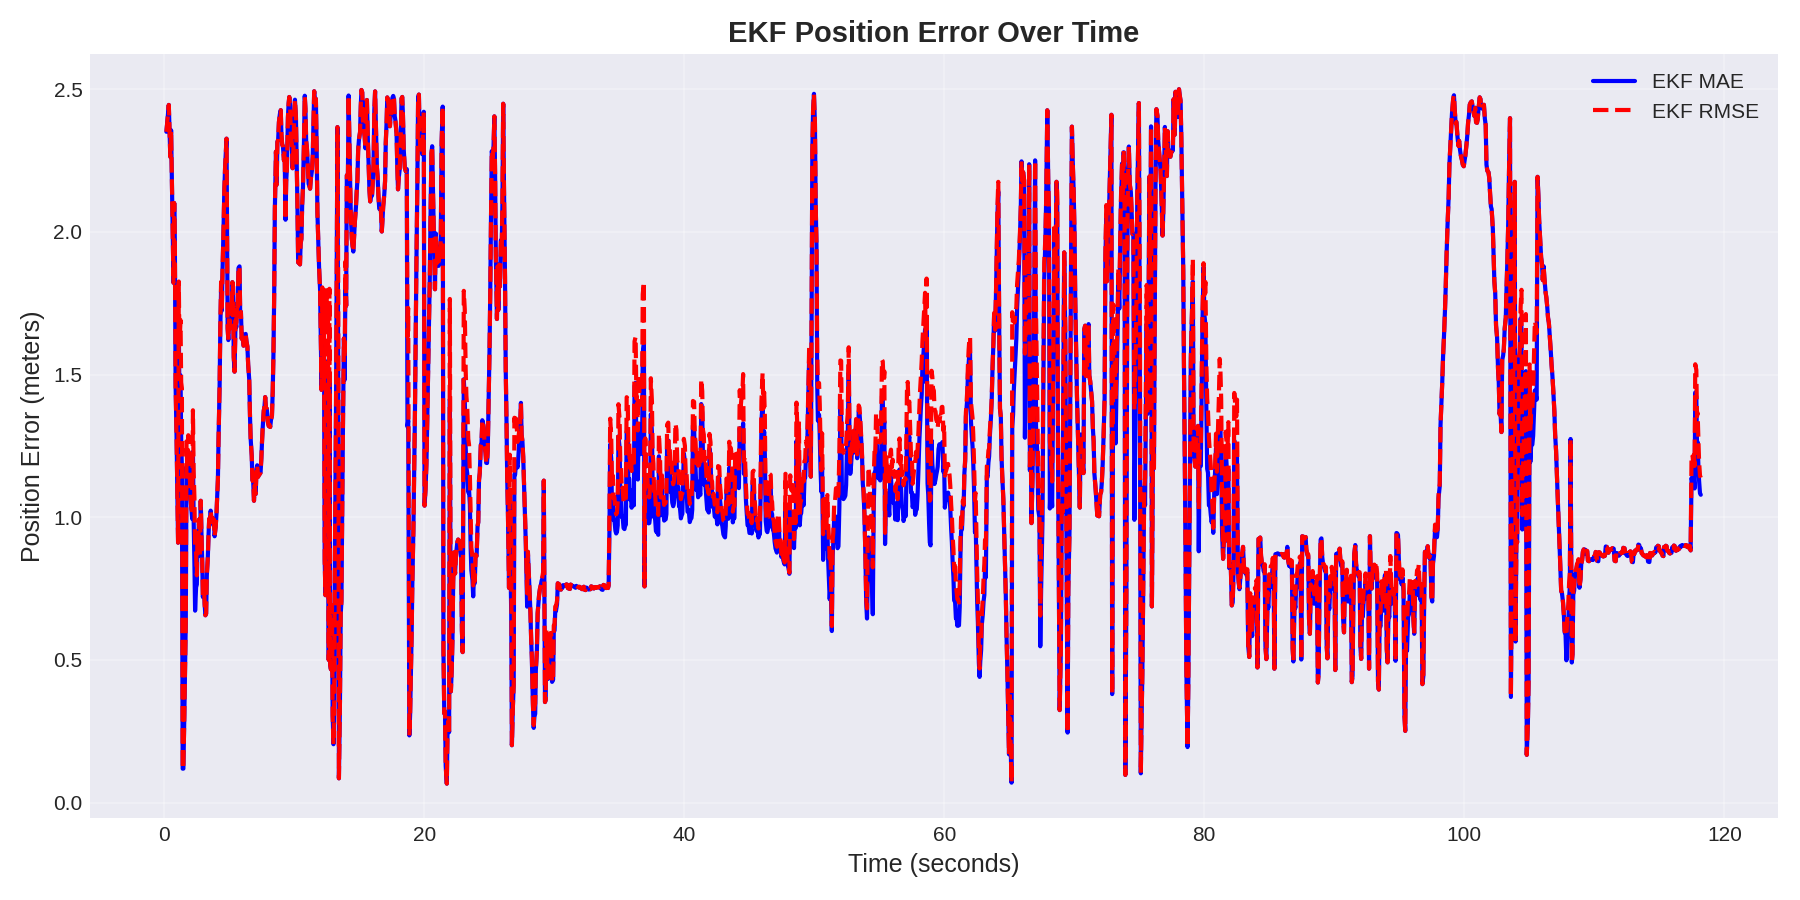 EKF Position Error Over Time
EKF MAE
EKF RMSE
Position Error (meters)
2.5
2.0
1.5
1.0
0.5
0.0
0 20 40 60 80 100 120
Time (seconds)